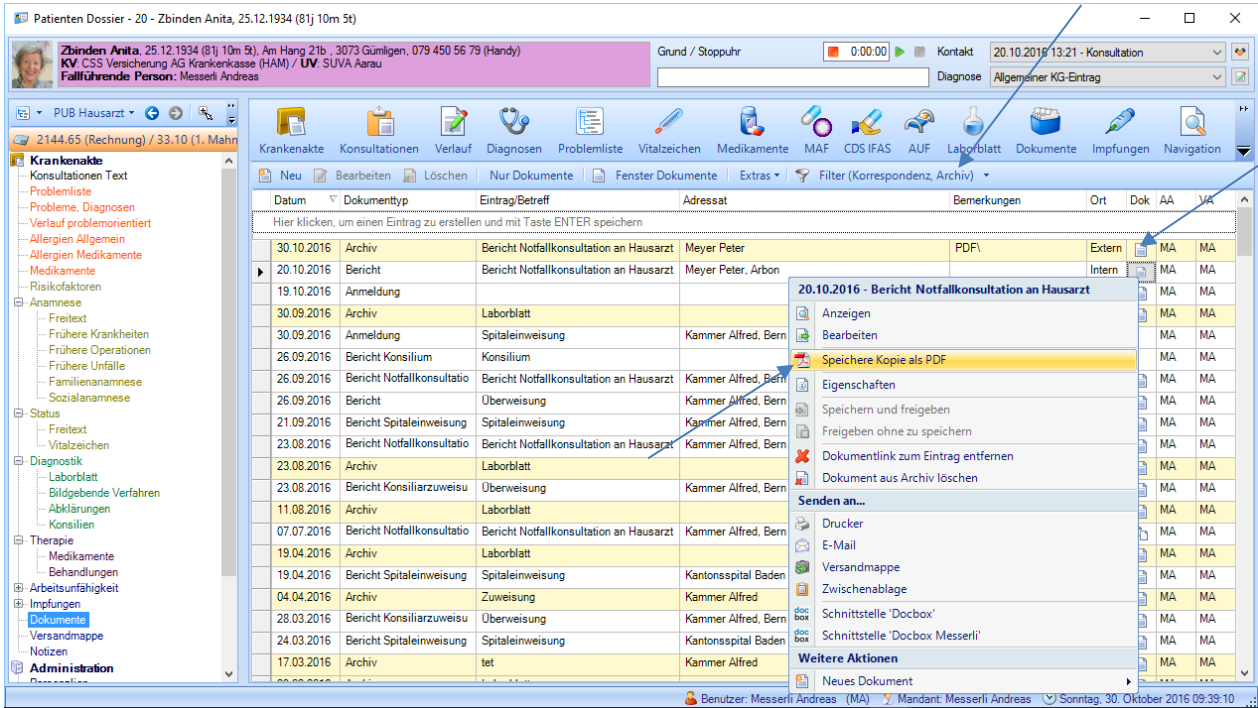 Patienten Dossier - 20 - Zbinden Anita, 25.12.1934 (81j 10m 5t)
Zbinden Anita, 25.12.1934 (81j 10m 5t), Am Hang 21b , 3073 Gümligen, 079 450 56 79 (Handy)
KV: CSS Versicherung AG Krankenkasse (HAM) / UV: SUVA Aarau
Fallführende Person: Messerli Andreas
Grund / Stoppuhr
0:00:00
Kontakt
20.10.2016 13:21 - Konsultation
Diagnose
Allgemeiner KG-Eintrag
PUB Hausarzt
2144.65 (Rechnung) / 33.10 (1. Mahn
Krankenakte
Konsultationen Text
Problemliste
Probleme, Diagnosen
Verlauf problemorientiert
Allergien Allgemein
Allergien Medikamente
Medikamente
Risikofaktoren
Anamnese
Freitext
Frühere Krankheiten
Frühere Operationen
Frühere Unfälle
Familienanamnese
Sozialanamnese
Status
Freitext
Vitalzeichen
Diagnostik
Laborblatt
Bildgebende Verfahren
Abklärungen
Konsilien
Therapie
Medikamente
Behandlungen
Arbeitsunfähigkeit
Impfungen
Dokumente
Versandmappe
Notizen
Administration
Krankenakte Konsultationen Verlauf Diagnosen Problemliste Vitalzeichen Medikamente MAF CDS IFAS AUF Laborblatt Dokumente Impfungen Navigation
Neu Bearbeiten Löschen Nur Dokumente Fenster Dokumente Extras Filter (Korrespondenz, Archiv)
Datum Dokumenttyp Eintrag/Betreff Adressat Bemerkungen Ort Dok AA VA
Hier klicken, um einen Eintrag zu erstellen und mit Taste ENTER speichern
30.10.2016 Archiv Bericht Notfallkonsultation an Hausarzt Meyer Peter PDF\ Extern MA MA
20.10.2016 Bericht Bericht Notfallkonsultation an Hausarzt Meyer Peter, Arbon Intern MA MA
19.10.2016 Anmeldung MA MA
30.09.2016 Archiv Laborblatt MA MA
30.09.2016 Anmeldung Spitaleinweisung Kammer Alfred, Bern MA MA
26.09.2016 Bericht Konsilium Konsilium MA MA
26.09.2016 Bericht Notfallkonsultatio Bericht Notfallkonsultation an Hausarzt Kammer Alfred, Bern MA MA
26.09.2016 Bericht Überweisung Kammer Alfred, Bern MA MA
21.09.2016 Bericht Spitaleinweisung Spitaleinweisung Kammer Alfred, Bern MA MA
23.08.2016 Bericht Notfallkonsultatio Bericht Notfallkonsultation an Hausarzt Kammer Alfred, Bern MA MA
23.08.2016 Archiv Laborblatt MA MA
23.08.2016 Bericht Konsiliarzuweisu Überweisung Kammer Alfred, Bern MA MA
11.08.2016 Archiv Laborblatt MA MA
07.07.2016 Bericht Notfallkonsultatio Bericht Notfallkonsultation an Hausarzt Kammer Alfred, Bern MA MA
19.04.2016 Archiv Laborblatt MA MA
19.04.2016 Bericht Spitaleinweisung Spitaleinweisung Kantonsspital Baden MA MA
04.04.2016 Archiv Zuweisung Kammer Alfred MA MA
28.03.2016 Bericht Konsiliarzuweisu Überweisung Kammer Alfred, Bern MA MA
24.03.2016 Bericht Spitaleinweisung Spitaleinweisung Kantonsspital Baden MA MA
17.03.2016 Archiv tet Kammer Alfred MA MA
20.10.2016 - Bericht Notfallkonsultation an Hausarzt
Anzeigen
Bearbeiten
Speichere Kopie als PDF
Eigenschaften
Speichern und freigeben
Freigeben ohne zu speichern
Dokumentlink zum Eintrag entfernen
Dokument aus Archiv löschen
Senden an...
Drucker
E-Mail
Versandmappe
Zwischenablage
doc box Schnittstelle 'Docbox'
doc box Schnittstelle 'Docbox Messerli'
Weitere Aktionen
Neues Dokument
Benutzer: Messerli Andreas (MA) Mandant: Messerli Andreas Sonntag, 30. Oktober 2016 09:39:10